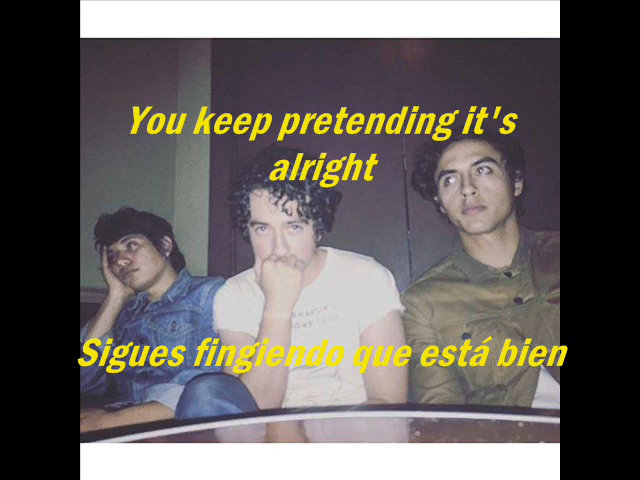 You keep pretending it's
alright
Sigues fingiendo que está bien